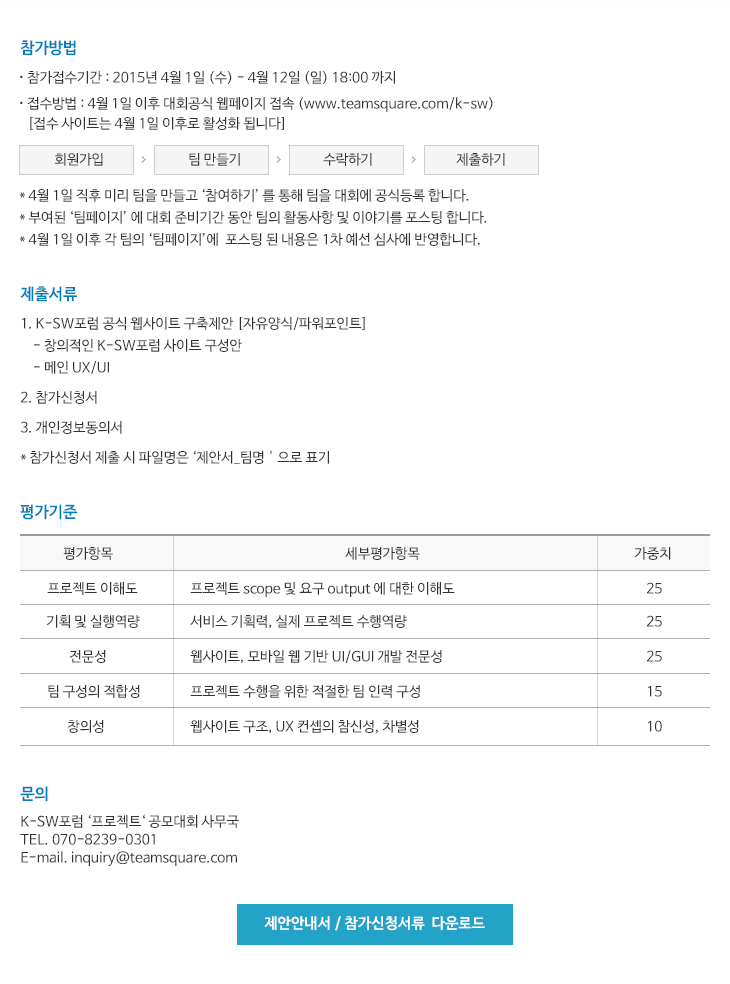 참가방법
· 참가접수기간 : 2015년 4월 1일 (수) - 4월 12일 (일) 18:00 까지
· 접수방법 : 4월 1일 이후 대회공식 웹페이지 접속 (www.teamsquare.com/k-sw)
[접수 사이트는 4월 1일 이후로 활성화 됩니다]
회원가입 > 팀 만들기 > 수락하기 > 제출하기
* 4월 1일 직후 미리 팀을 만들고 ‘참여하기’ 를 통해 팀을 대회에 공식등록 합니다.
* 부여된 ‘팀페이지’ 에 대회 준비기간 동안 팀의 활동사항 및 이야기를 포스팅 합니다.
* 4월 1일 이후 각 팀의 ‘팀페이지’에 포스팅 된 내용은 1차 예선 심사에 반영합니다.
제출서류
1. K-SW포럼 공식 웹사이트 구축제안 [자유양식/파워포인트]
- 창의적인 K-SW포럼 사이트 구성안
- 메인 UX/UI
2. 참가신청서
3. 개인정보동의서
* 참가신청서 제출 시 파일명은 ‘제안서_팀명 ' 으로 표기
평가기준
평가항목 세부평가항목 가중치
프로젝트 이해도 프로젝트 scope 및 요구 output 에 대한 이해도 25
기획 및 실행역량 서비스 기획력, 실제 프로젝트 수행역량 25
전문성 웹사이트, 모바일 웹 기반 UI/GUI 개발 전문성 25
팀 구성의 적합성 프로젝트 수행을 위한 적절한 팀 인력 구성 15
창의성 웹사이트 구조, UX 컨셉의 참신성, 차별성 10
문의
K-SW포럼 ‘프로젝트‘ 공모대회 사무국
TEL. 070-8239-0301
E-mail. inquiry@teamsquare.com
제안안내서 / 참가신청서류 다운로드